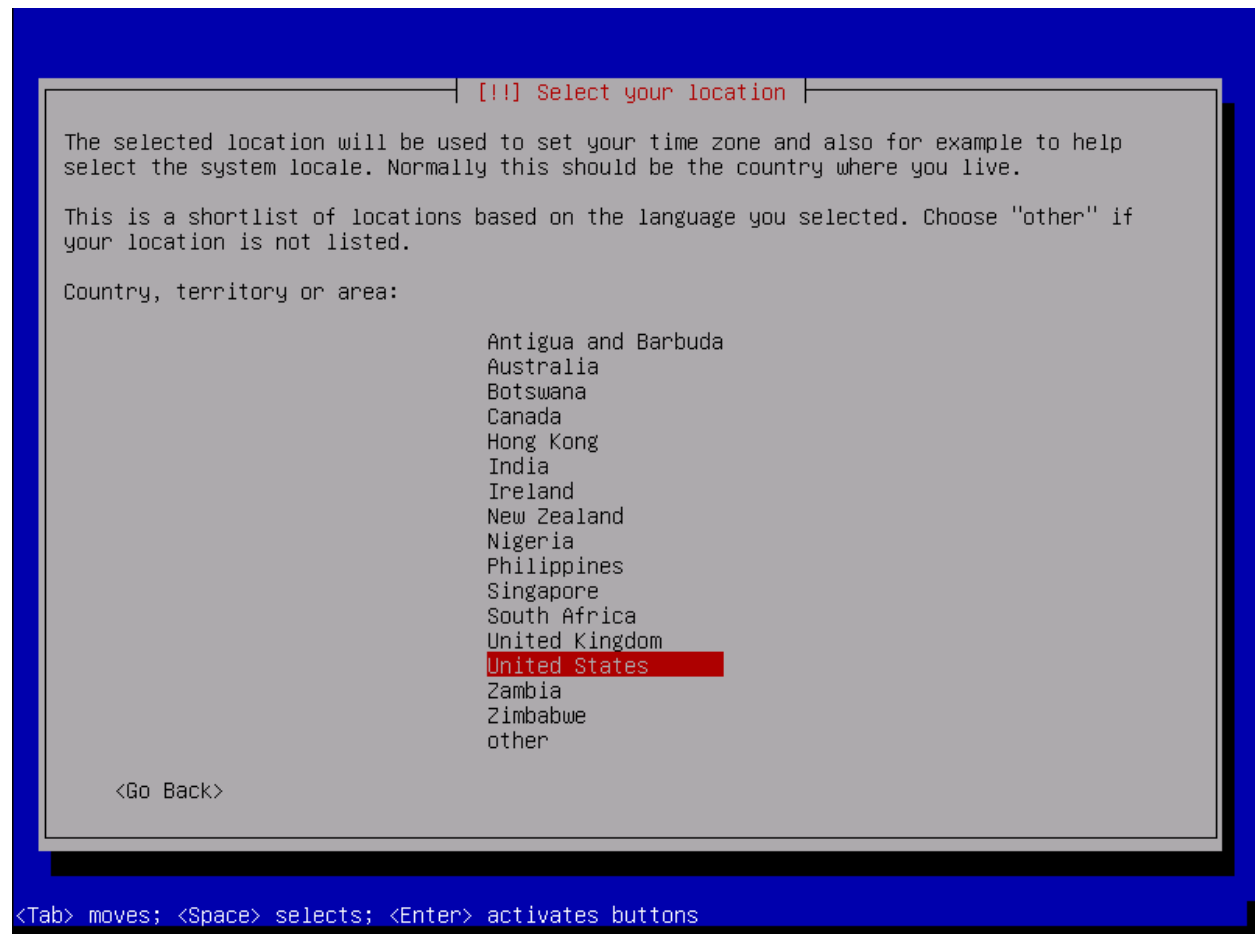 [!!] Select your location
The selected location will be used to set your time zone and also for example to help
select the system locale. Normally this should be the country where you live.
This is a shortlist of locations based on the language you selected. Choose "other" if
your location is not listed.
Country, territory or area:
Antigua and Barbuda
Australia
Botswana
Canada
Hong Kong
India
Ireland
New Zealand
Nigeria
Philippines
Singapore
South Africa
United Kingdom
United States
Zambia
Zimbabwe
other
<Go Back>
<Tab> moves; <Space> selects; <Enter> activates buttons